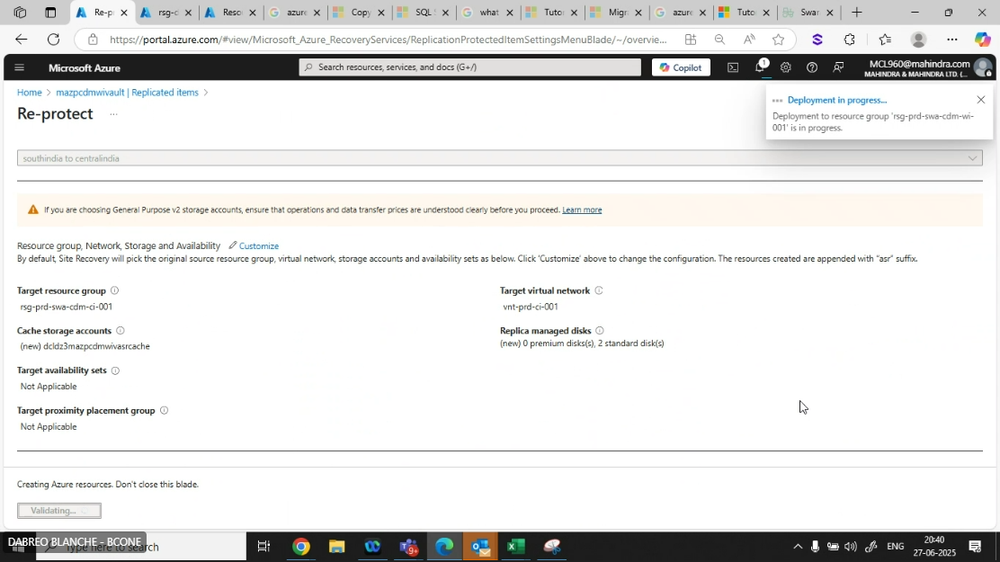 Re-pr
rsg-c
Resou
azure
Copy
SQL S
what
Tutor
Migra
azure
Tutor
Swar
https://portal.azure.com/#view/Microsoft_Azure_RecoveryServices/ReplicationProtectedItemSettingsMenuBlade/~/overvie...
Microsoft Azure
Search resources, services, and docs (G+/)
Copilot
1
MCL960@mahindra.com
MAHINDRA & MAHINDRA LTD. (...
Home > mazpcdmwivault | Replicated items >
Re-protect ...
Deployment in progress...
Deployment to resource group 'rsg-prd-swa-cdm-wi-
001' is in progress.
southindia to centralindia
If you are choosing General Purpose v2 storage accounts, ensure that operations and data transfer prices are understood clearly before you proceed. Learn more
Resource group, Network, Storage and Availability Customize
By default, Site Recovery will pick the original source resource group, virtual network, storage accounts and availability sets as below. Click 'Customize' above to change the configuration. The resources created are appended with "asr" suffix.
Target resource group
rsg-prd-swa-cdm-ci-001
Target virtual network
vnt-prd-ci-001
Cache storage accounts
(new) dcldz3mazpcdmwivasrcache
Replica managed disks
(new) 0 premium disks(s), 2 standard disk(s)
Target availability sets
Not Applicable
Target proximity placement group
Not Applicable
Creating Azure resources. Don't close this blade.
Validating...
DABREO BLANCHE - BCONE
Type here to search
ENG
20:40
27-06-2025